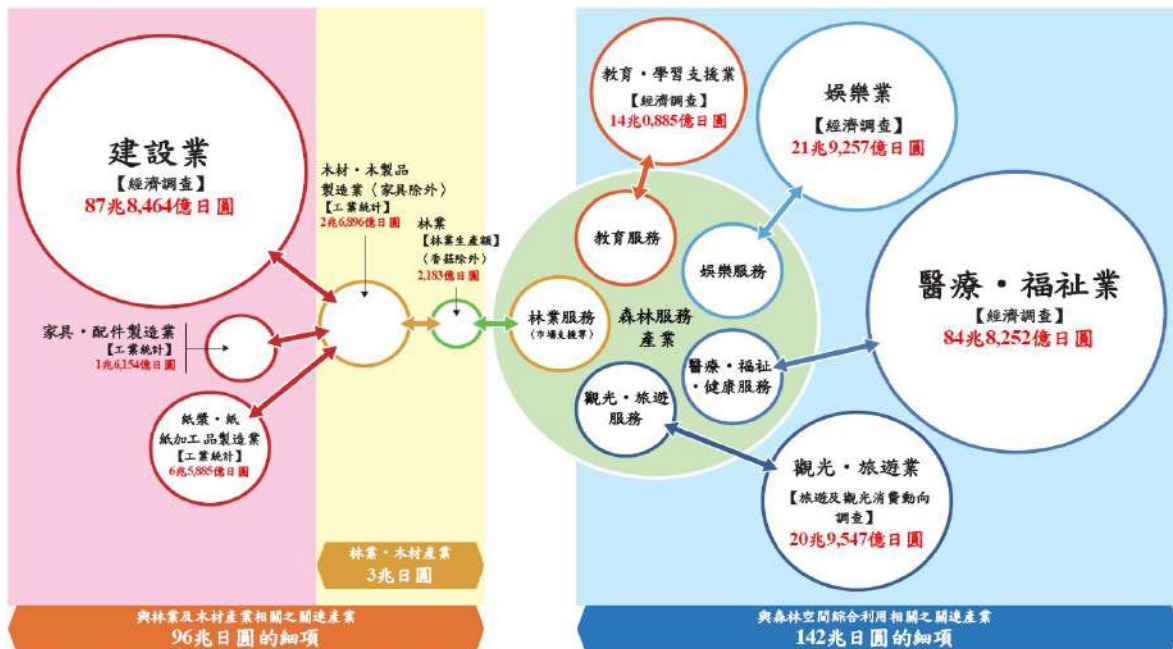 建設業
【經濟調查】
87兆8,464億日圓
家具・配件製造業
【工業統計】
1兆6,154億日圓
紙漿・紙
紙加工品製造業
【工業統計】
6兆5,885億日圓
木材・木製品
製造業（家具除外）
【工業統計】
2兆6,896億日圓
林業
【林業生產額】
（香菇除外）
2,183億日圓
教育・學習支援業
【經濟調查】
14兆0,885億日圓
娛樂業
【經濟調查】
21兆9,257億日圓
教育服務
娛樂服務
林業服務
（市場支援等）
森林服務
產業
醫療・福祉
・健康服務
觀光・旅遊
服務
醫療・福祉業
【經濟調查】
84兆8,252億日圓
觀光・旅遊業
【旅遊及觀光消費動向
調查】
20兆9,547億日圓
林業・木材產業
3兆日圓
與林業及木材產業相關之關連產業
96兆日圓的細項
與森林空間綜合利用相關之關連產業
142兆日圓的細項